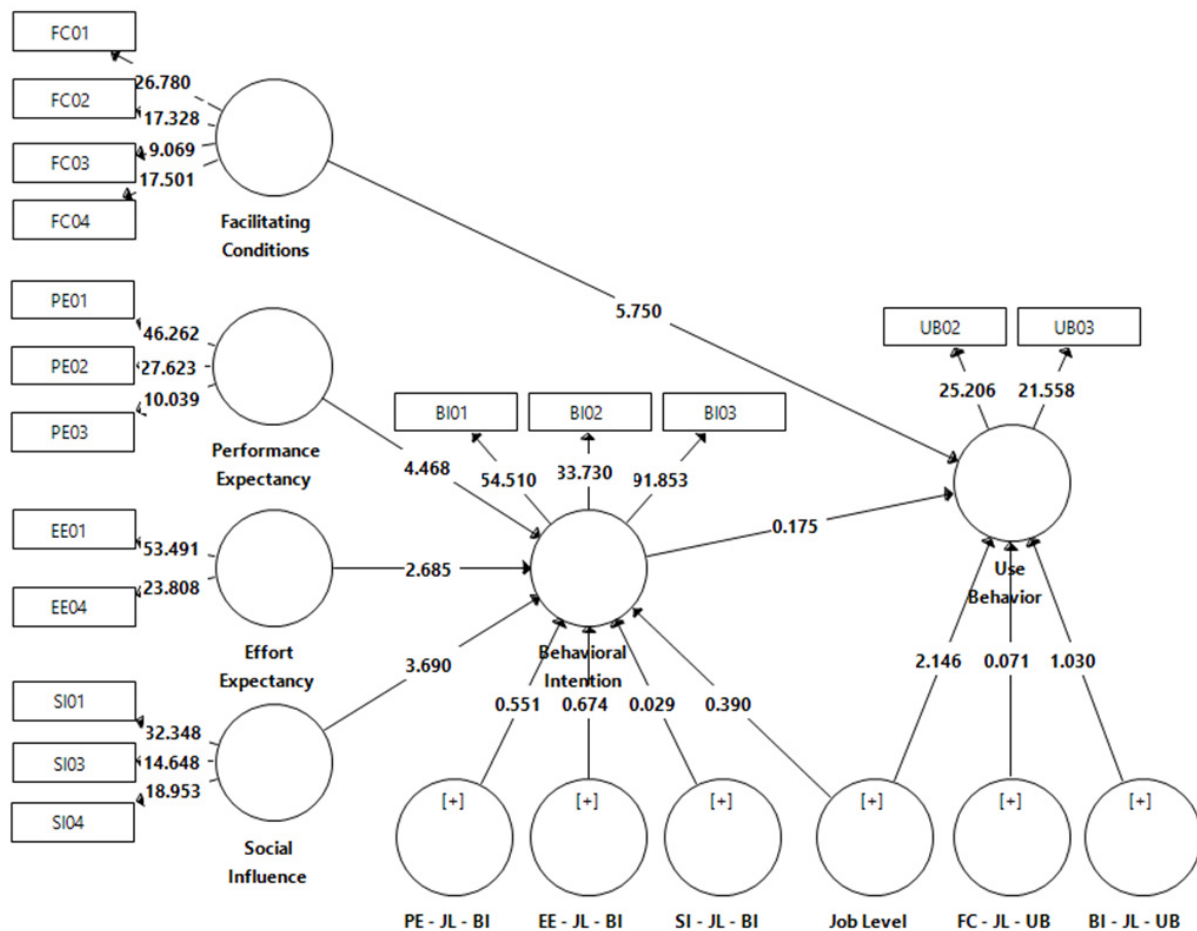 FC01
26.780
FC02
17.328
9.069
FC03
17.501
FC04
Facilitating
Conditions
PE01
46.262
PE02
27.623
10.039
PE03
Performance
Expectancy
EE01
53.491
23.808
EE04
Effort
Expectancy
SI01
32.348
SI03
14.648
18.953
SI04
Social
Influence
5.750
4.468
2.685
3.690
BI01
BI02
BI03
54.510
33.730
91.853
Behavioral
Intention
0.175
UB02
UB03
25.206
21.558
Use
Behavior
0.551
0.674
0.029
0.390
2.146
0.071
1.030
[+]
[+]
[+]
[+]
[+]
[+]
PE - JL - BI
EE - JL - BI
SI - JL - BI
Job Level
FC - JL - UB
BI - JL - UB